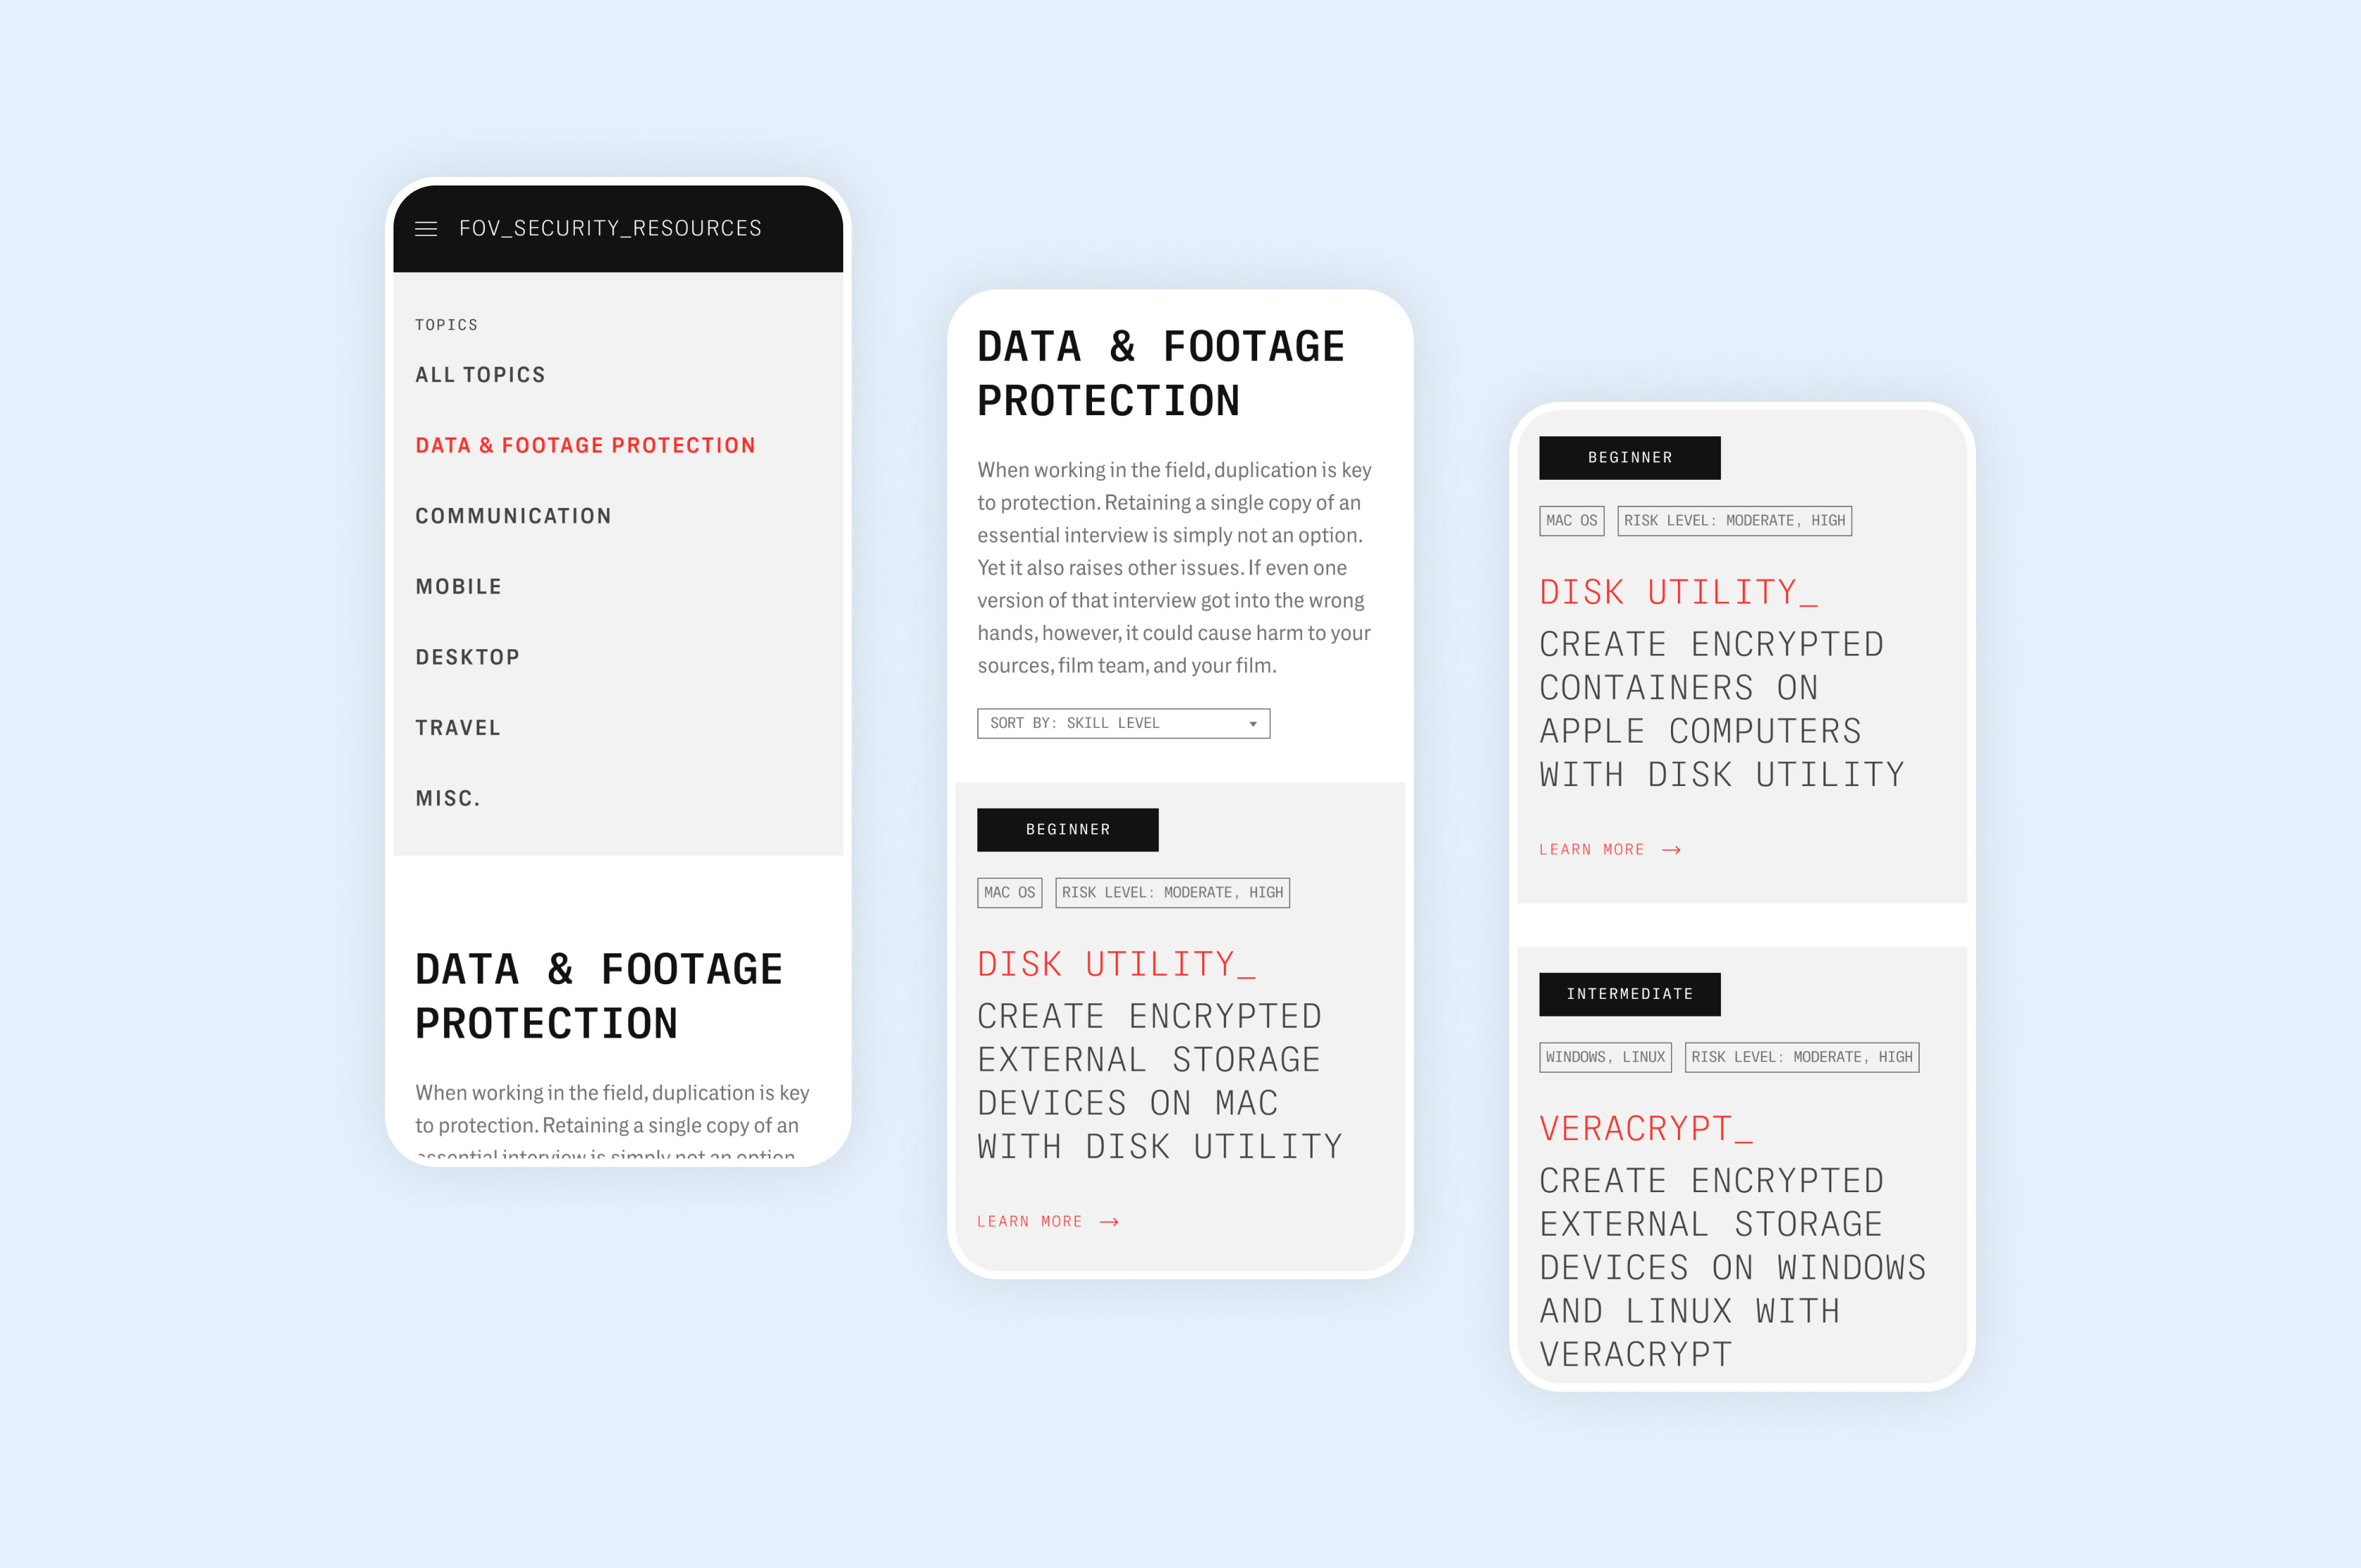 FOV_SECURITY_RESOURCES
TOPICS
ALL TOPICS
DATA & FOOTAGE PROTECTION
COMMUNICATION
MOBILE
DESKTOP
TRAVEL
MISC.
DATA & FOOTAGE
PROTECTION
When working in the field, duplication is key
to protection. Retaining a single copy of an
essential interview is simply not an option.
DATA & FOOTAGE
PROTECTION
When working in the field, duplication is key
to protection. Retaining a single copy of an
essential interview is simply not an option.
Yet it also raises other issues. If even one
version of that interview got into the wrong
hands, however, it could cause harm to your
sources, film team, and your film.
SORT BY: SKILL LEVEL
BEGINNER
MAC OS RISK LEVEL: MODERATE, HIGH
DISK UTILITY_
CREATE ENCRYPTED
EXTERNAL STORAGE
DEVICES ON MAC
WITH DISK UTILITY
LEARN MORE →
BEGINNER
MAC OS RISK LEVEL: MODERATE, HIGH
DISK UTILITY_
CREATE ENCRYPTED
CONTAINERS ON
APPLE COMPUTERS
WITH DISK UTILITY
LEARN MORE →
INTERMEDIATE
WINDOWS, LINUX RISK LEVEL: MODERATE, HIGH
VERACRYPT_
CREATE ENCRYPTED
EXTERNAL STORAGE
DEVICES ON WINDOWS
AND LINUX WITH
VERACRYPT